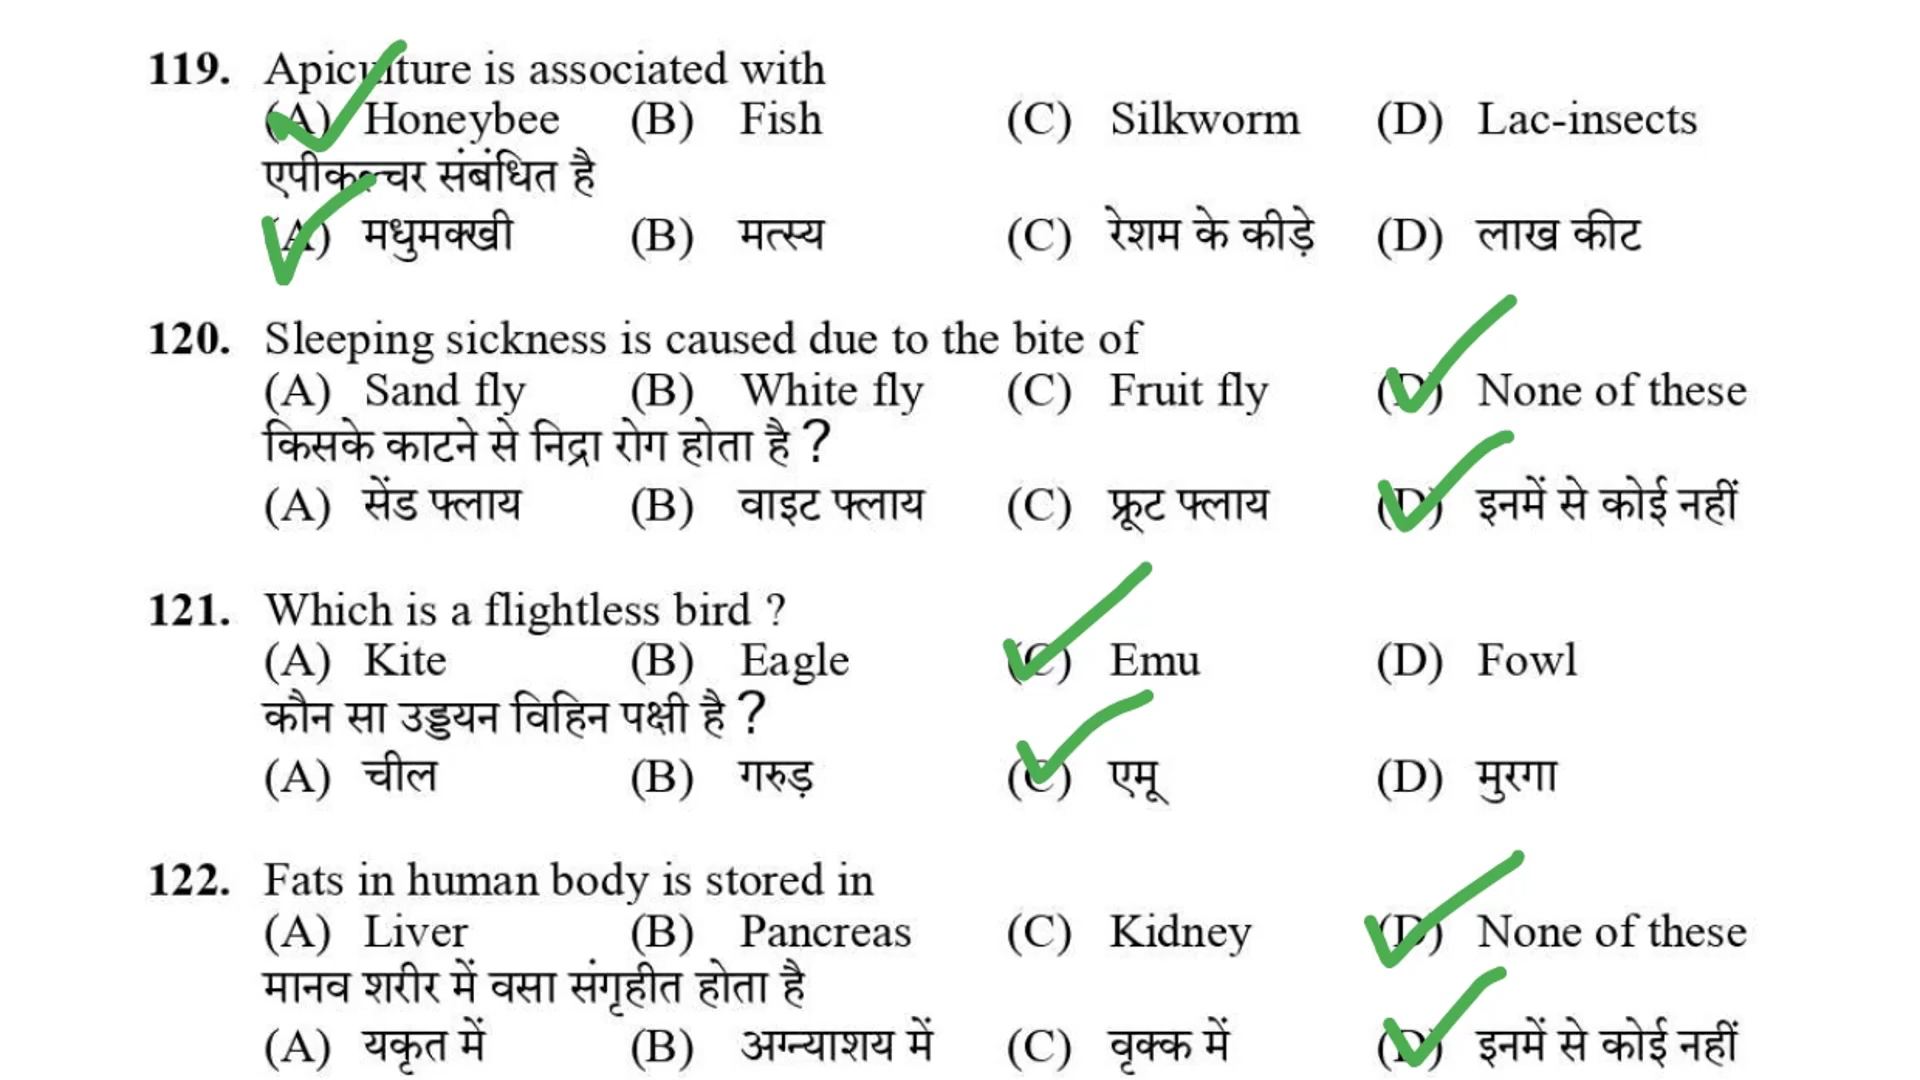 119. Apiculture is associated with
(A) Honeybee (B) Fish (C) Silkworm (D) Lac-insects
एपीकल्चर संबंधित है
(A) मधुमक्खी (B) मत्स्य (C) रेशम के कीड़े (D) लाख कीट
120. Sleeping sickness is caused due to the bite of
(A) Sand fly (B) White fly (C) Fruit fly (D) None of these
किसके काटने से निद्रा रोग होता है ?
(A) सेंड फ्लाय (B) वाइट फ्लाय (C) फ्रूट फ्लाय (D) इनमें से कोई नहीं
121. Which is a flightless bird ?
(A) Kite (B) Eagle (C) Emu (D) Fowl
कौन सा उड्डयन विहिन पक्षी है ?
(A) चील (B) गरुड़ (C) एमू (D) मुरगा
122. Fats in human body is stored in
(A) Liver (B) Pancreas (C) Kidney (D) None of these
मानव शरीर में वसा संगृहीत होता है
(A) यकृत में (B) अग्न्याशय में (C) वृक्क में (D) इनमें से कोई नहीं